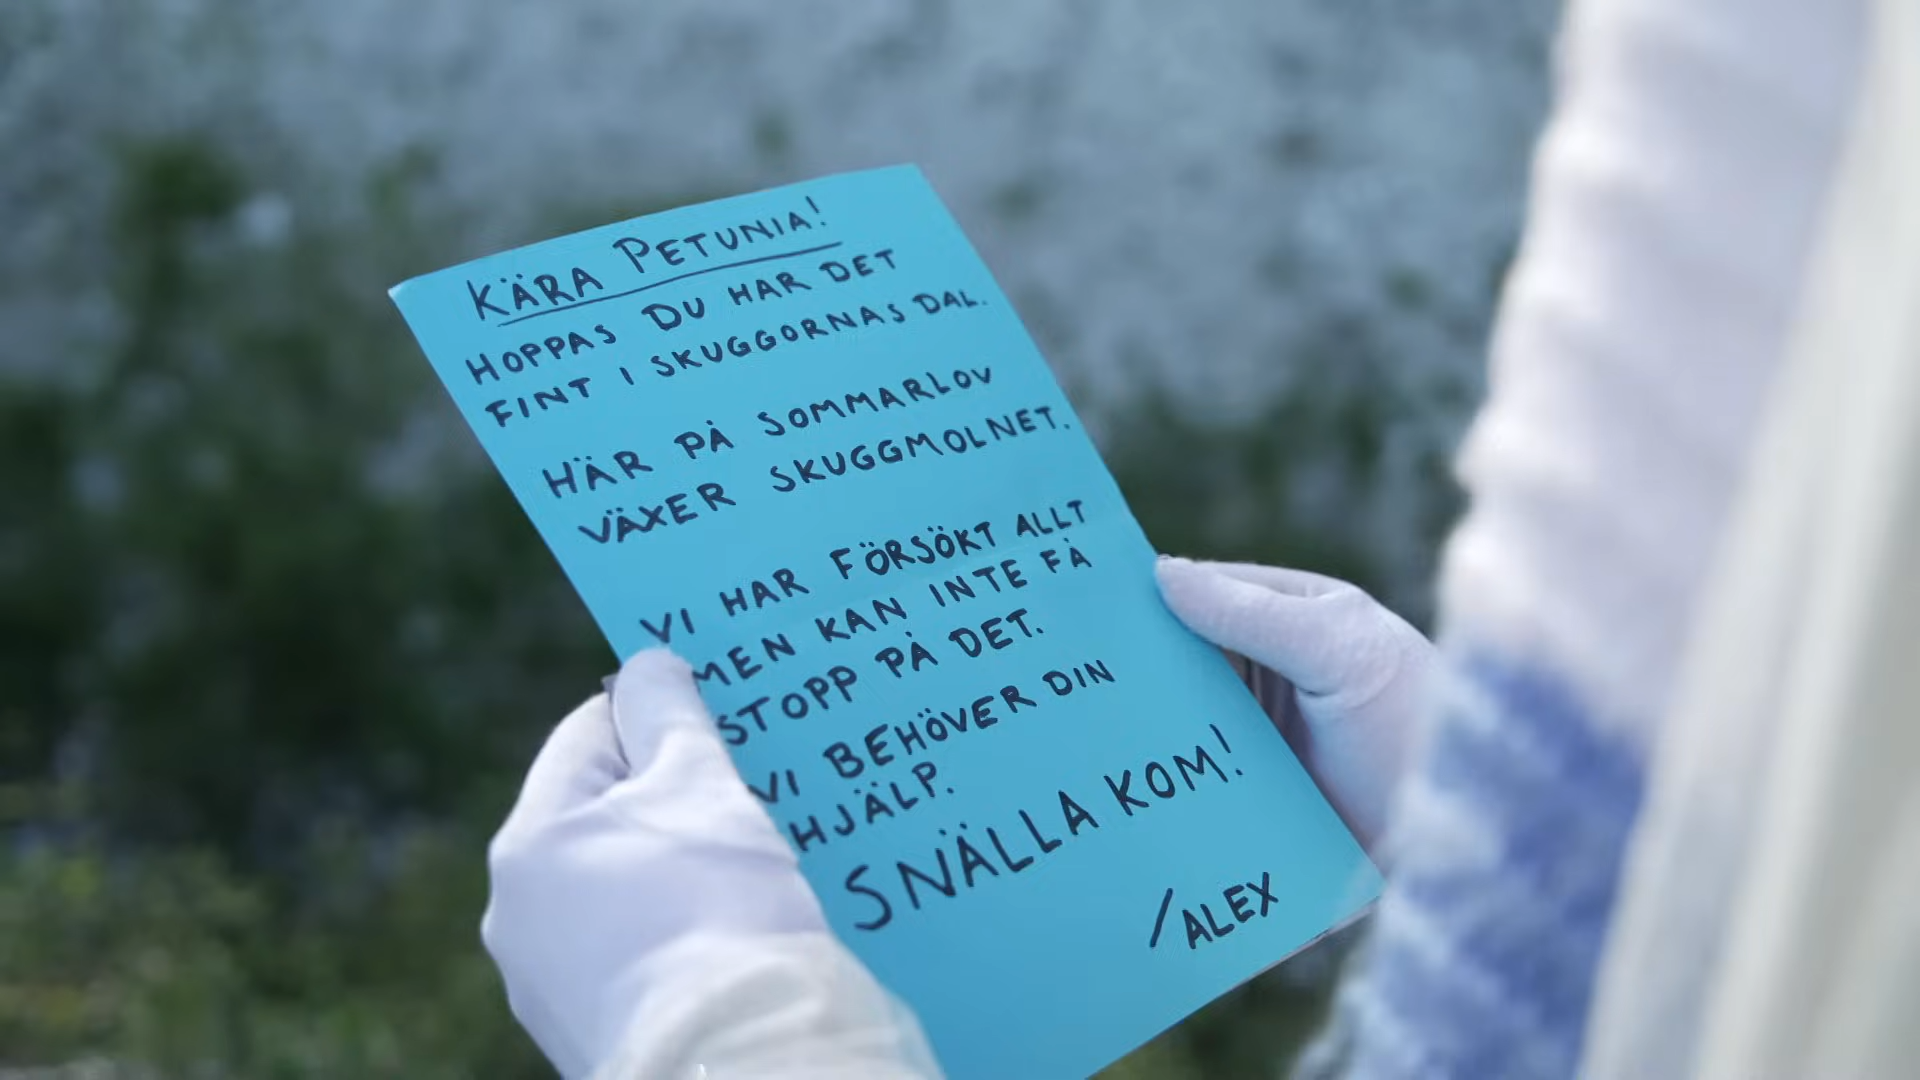 KÄRA PETUNIA!
HOPPAS DU HAR DET
FINT I SKUGGORNAS DAL.
HÄR PÅ SOMMARLOV
VÄXER SKUGGMOLNET.
VI HAR FÖRSÖKT ALLT
MEN KAN INTE FÅ
STOPP PÅ DET.
VI BEHÖVER DIN
HJÄLP.
SNÄLLA KOM!
/ALEX